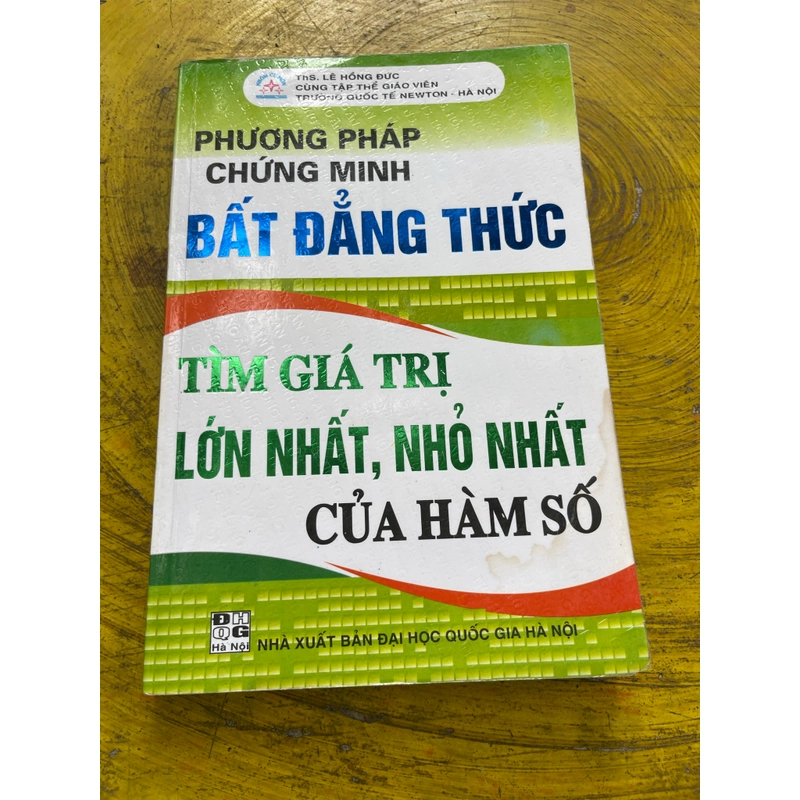 ThS. LÊ HỒNG ĐỨC
CÙNG TẬP THỂ GIÁO VIÊN
TRƯỜNG QUỐC TẾ NEWTON - HÀ NỘI
PHƯƠNG PHÁP
CHỨNG MINH
BẤT ĐẲNG THỨC
TÌM GIÁ TRỊ
LỚN NHẤT, NHỎ NHẤT
CỦA HÀM SỐ
ĐH
QG
Hà Nội
NHÀ XUẤT BẢN ĐẠI HỌC QUỐC GIA HÀ NỘI